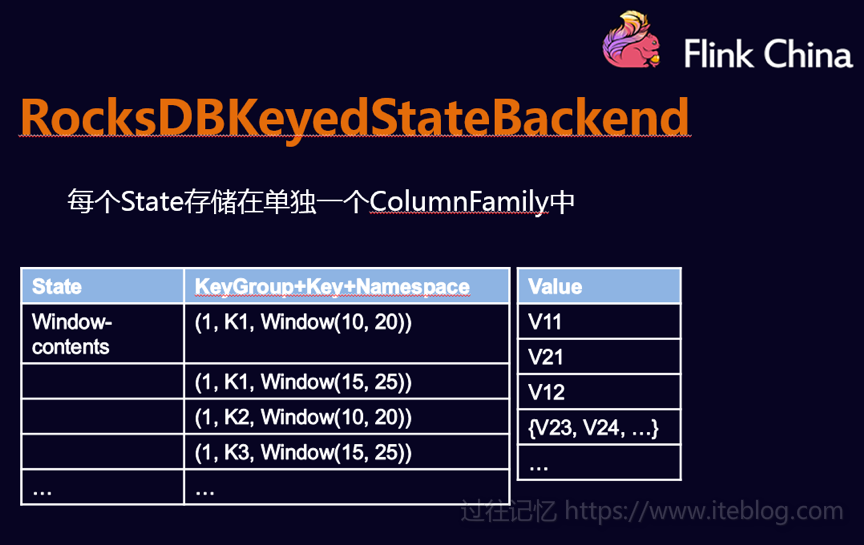 Flink China
RocksDBKeyedStateBackend
每个State存储在单独一个ColumnFamily中
State KeyGroup+Key+Namespace Value
Window-
contents
(1, K1, Window(10, 20)) V11
(1, K1, Window(15, 25)) V21
(1, K2, Window(10, 20)) V12
(1, K3, Window(15, 25)) {V23, V24, …}
… … …
过往记忆 https://www.iteblog.com